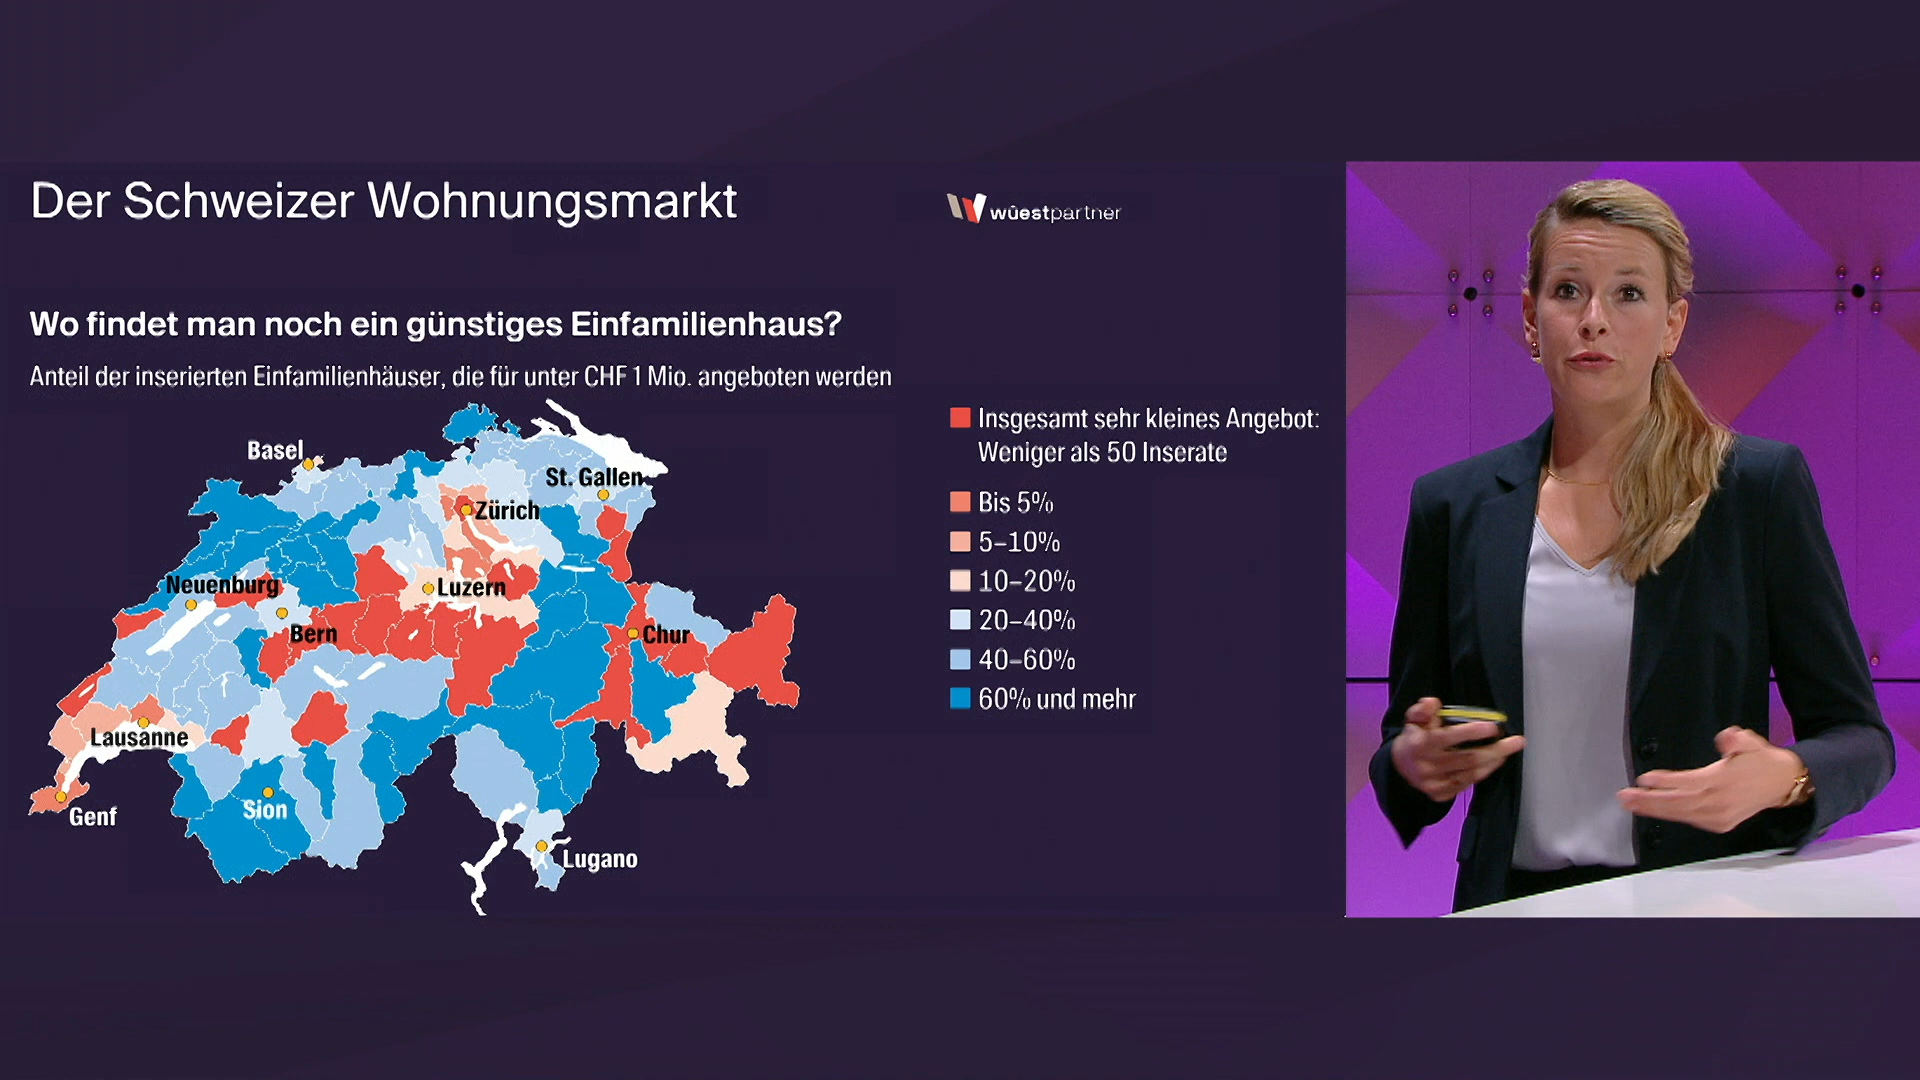 Der Schweizer Wohnungsmarkt
wüestpartner
Wo findet man noch ein günstiges Einfamilienhaus?
Anteil der inserierten Einfamilienhäuser, die für unter CHF 1 Mio. angeboten werden
Basel
St. Gallen
Zürich
Neuenburg
Luzern
Bern
Chur
Lausanne
Genf
Sion
Lugano
Insgesamt sehr kleines Angebot:
Weniger als 50 Inserate
Bis 5%
5–10%
10–20%
20–40%
40–60%
60% und mehr